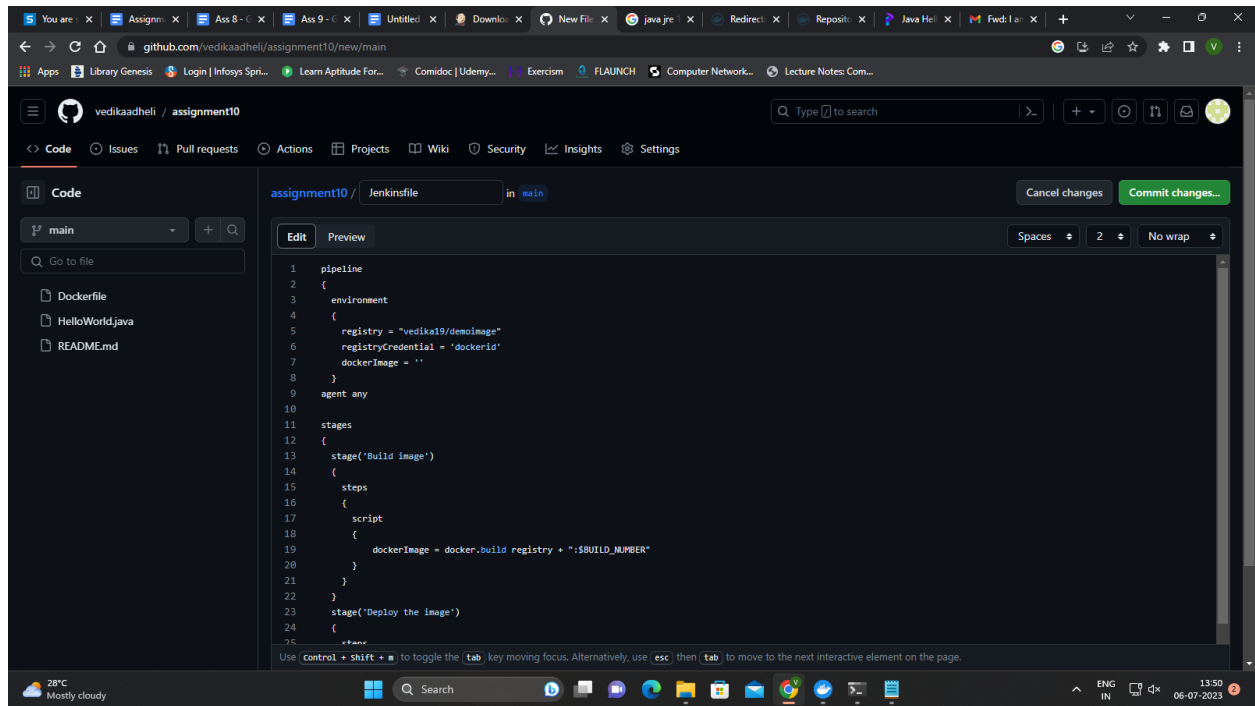 You are s
Assignm
Ass 8 - G
Ass 9 - G
Untitled
Downloa
New File
java jre 1
Redirect
Reposito
Java Hell
Fwd: I an
github.com/vedikaadheli/assignment10/new/main
Apps
Library Genesis
Login | Infosys Spri...
Learn Aptitude For...
Comidoc | Udemy...
Exercism
FLAUNCH
Computer Network...
Lecture Notes: Com...
vedikaadheli / assignment10
Type / to search
Code
Issues
Pull requests
Actions
Projects
Wiki
Security
Insights
Settings
Code
main
Go to file
Dockerfile
HelloWorld.java
README.md
assignment10 / Jenkinsfile in main
Cancel changes
Commit changes...
Edit
Preview
Spaces
2
No wrap
1 pipeline
2 {
3 environment
4 {
5 registry = "vedika19/demoimage"
6 registryCredential = 'dockerid'
7 dockerImage = ''
8 }
9 agent any
10
11 stages
12 {
13 stage('Build image')
14 {
15 steps
16 {
17 script
18 {
19 dockerImage = docker.build registry + ":$BUILD_NUMBER"
20 }
21 }
22 }
23 stage('Deploy the image')
24 {
25 steps
Use Control + Shift + m to toggle the tab key moving focus. Alternatively, use esc then tab to move to the next interactive element on the page.
28°C
Mostly cloudy
Search
ENG
IN
13:50
06-07-2023
2